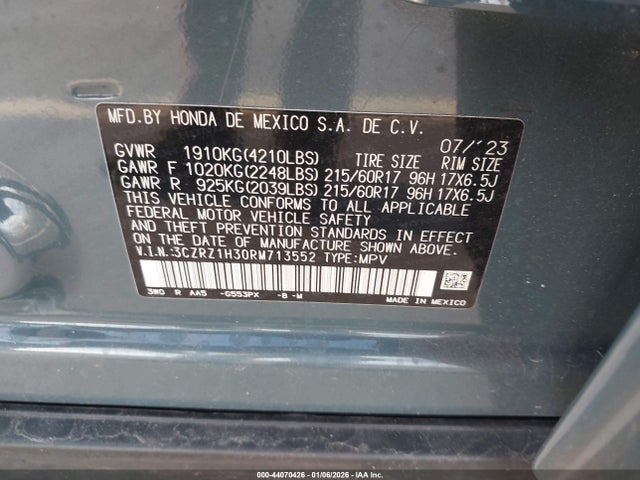 MFD.BY HONDA DE MEXICO S.A. DE C.V.
07/'23
GVWR 1910KG(4210LBS) TIRE SIZE RIM SIZE
GAWR F 1020KG(2248LBS) 215/60R17 96H 17X6.5J
GAWR R 925KG(2039LBS) 215/60R17 96H 17X6.5J
THIS VEHICLE CONFORMS TO ALL APPLICABLE
FEDERAL MOTOR VEHICLE SAFETY
AND THEFT PREVENTION STANDARDS IN EFFECT
ON THE DATE OF MANUFACTURE SHOWN ABOVE.
V.I.N.:3CZRZ1H30RM713552 TYPE:MPV
3WO R AA5 -G553PX -B -M
MADE IN MEXICO
000-44070426 - 01/06/2026 - IAA Inc.